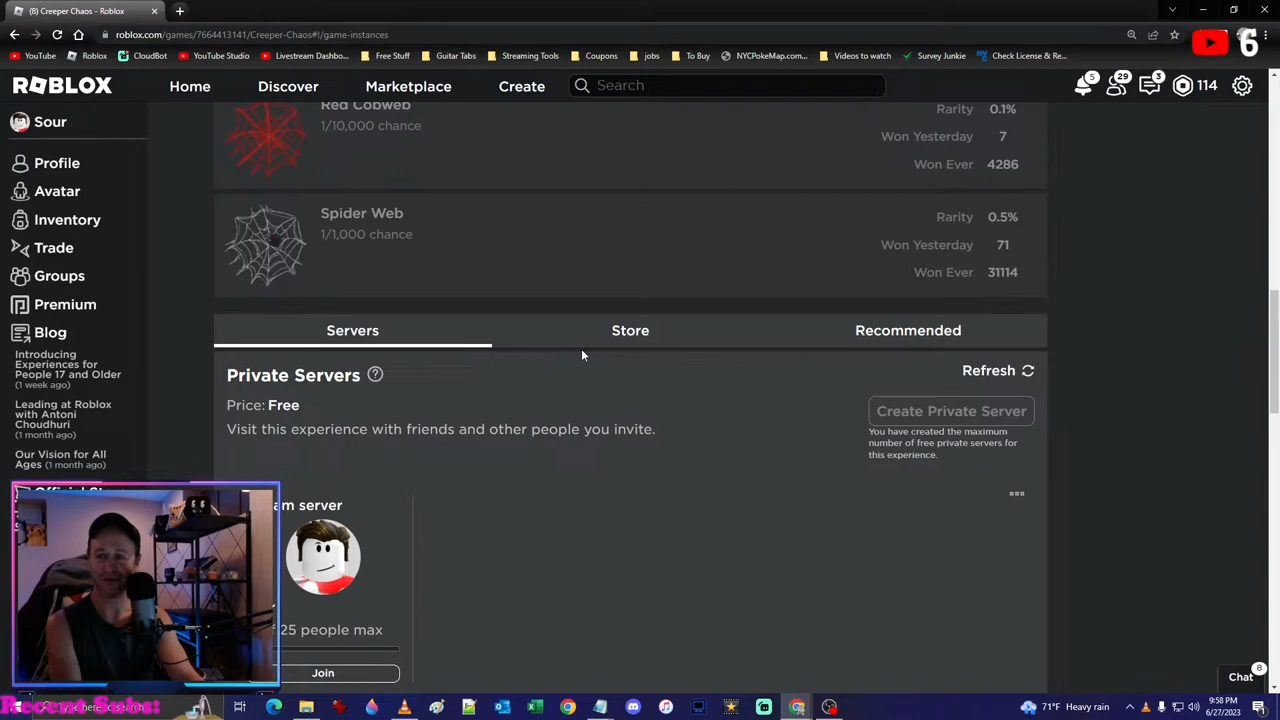 (8) Creeper Chaos - Roblox
roblox.com/games/7664413141/Creeper-Chaos#!/game-instances
YouTube Roblox CloudBot YouTube Studio Livestream Dashbo... Free Stuff Guitar Tabs Streaming Tools Coupons jobs To Buy NYCPokeMap.com... Videos to watch Survey Junkie Check License & Re...
6
ROBLOX Home Discover Marketplace Create Search 5 29 3 114
Sour
Profile
Avatar
Inventory
Trade
Groups
Premium
Blog
Introducing
Experiences for
People 17 and Older
(1 week ago)
Leading at Roblox
with Antoni
Choudhuri
(1 month ago)
Our Vision for All
Ages (1 month ago)
Red Cobweb
1/10,000 chance
Rarity 0.1%
Won Yesterday 7
Won Ever 4286
Spider Web
1/1,000 chance
Rarity 0.5%
Won Yesterday 71
Won Ever 31114
Servers Store Recommended
Private Servers ?
Refresh
Price: Free
Create Private Server
Visit this experience with friends and other people you invite.
You have created the maximum
number of free private servers for
this experience.
am server
25 people max
Join
Chat 8
Recent Subs:
71°F Heavy rain
9:58 PM
6/27/2023